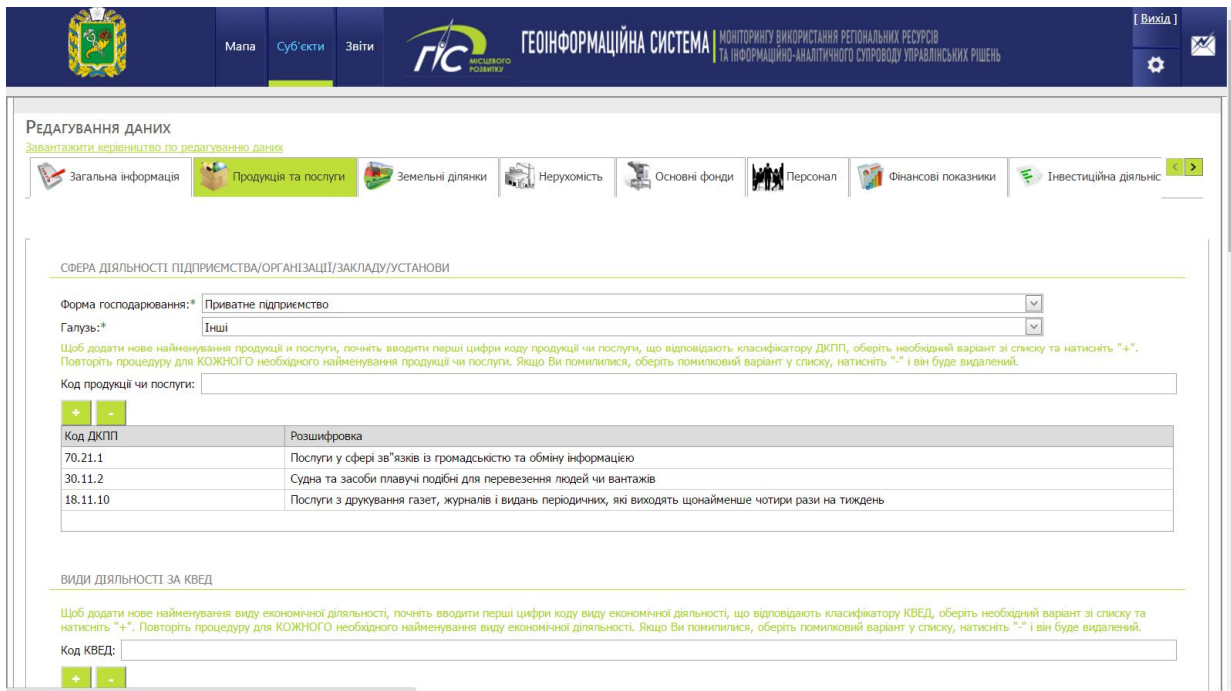 [ Вихід ]
Мапа Суб'єкти Звіти
ГІС МІСЦЕВОГО РОЗВИТКУ
ГЕОІНФОРМАЦІЙНА СИСТЕМА
МОНІТОРИНГУ ВИКОРИСТАННЯ РЕГІОНАЛЬНИХ РЕСУРСІВ
ТА ІНФОРМАЦІЙНО-АНАЛІТИЧНОГО СУПРОВОДУ УПРАВЛІНСЬКИХ РІШЕНЬ
РЕДАГУВАННЯ ДАНИХ
Завантажити керівництво по редагуванню даних
Загальна інформація Продукція та послуги Земельні ділянки Нерухомість Основні фонди Персонал Фінансові показники Інвестиційна діяльніс < >
СФЕРА ДІЯЛЬНОСТІ ПІДПРИЄМСТВА/ОРГАНІЗАЦІЇ/ЗАКЛАДУ/УСТАНОВИ
Форма господарювання:* Приватне підприємство
Галузь:* Інші
Щоб додати нове найменування продукції и послуги, почніть вводити перші цифри коду продукції чи послуги, що відповідають класифікатору ДКПП, оберіть необхідний варіант зі списку та натисніть "+".
Повторіть процедуру для КОЖНОГО необхідного найменування продукції чи послуги. Якщо Ви помилилися, оберіть помилковий варіант у списку, натисніть "-" і він буде видалений.
Код продукції чи послуги:
+ -
Код ДКПП Розшифровка
70.21.1 Послуги у сфері зв"язків із громадськістю та обміну інформацією
30.11.2 Судна та засоби плавучі подібні для перевезення людей чи вантажів
18.11.10 Послуги з друкування газет, журналів і видань періодичних, які виходять щонайменше чотири рази на тиждень
ВИДИ ДІЯЛЬНОСТІ ЗА КВЕД
Щоб додати нове найменування виду економічної діляльності, почніть вводити перші цифри коду виду економічної діяльності, що відповідають класифікатору КВЕД, оберіть необхідний варіант зі списку та
натисніть "+". Повторіть процедуру для КОЖНОГО необхідного найменування виду економічної діляльності. Якщо Ви помилилися, оберіть помилковий варіант у списку, натисніть "-" і він буде видалений.
Код КВЕД:
+ -